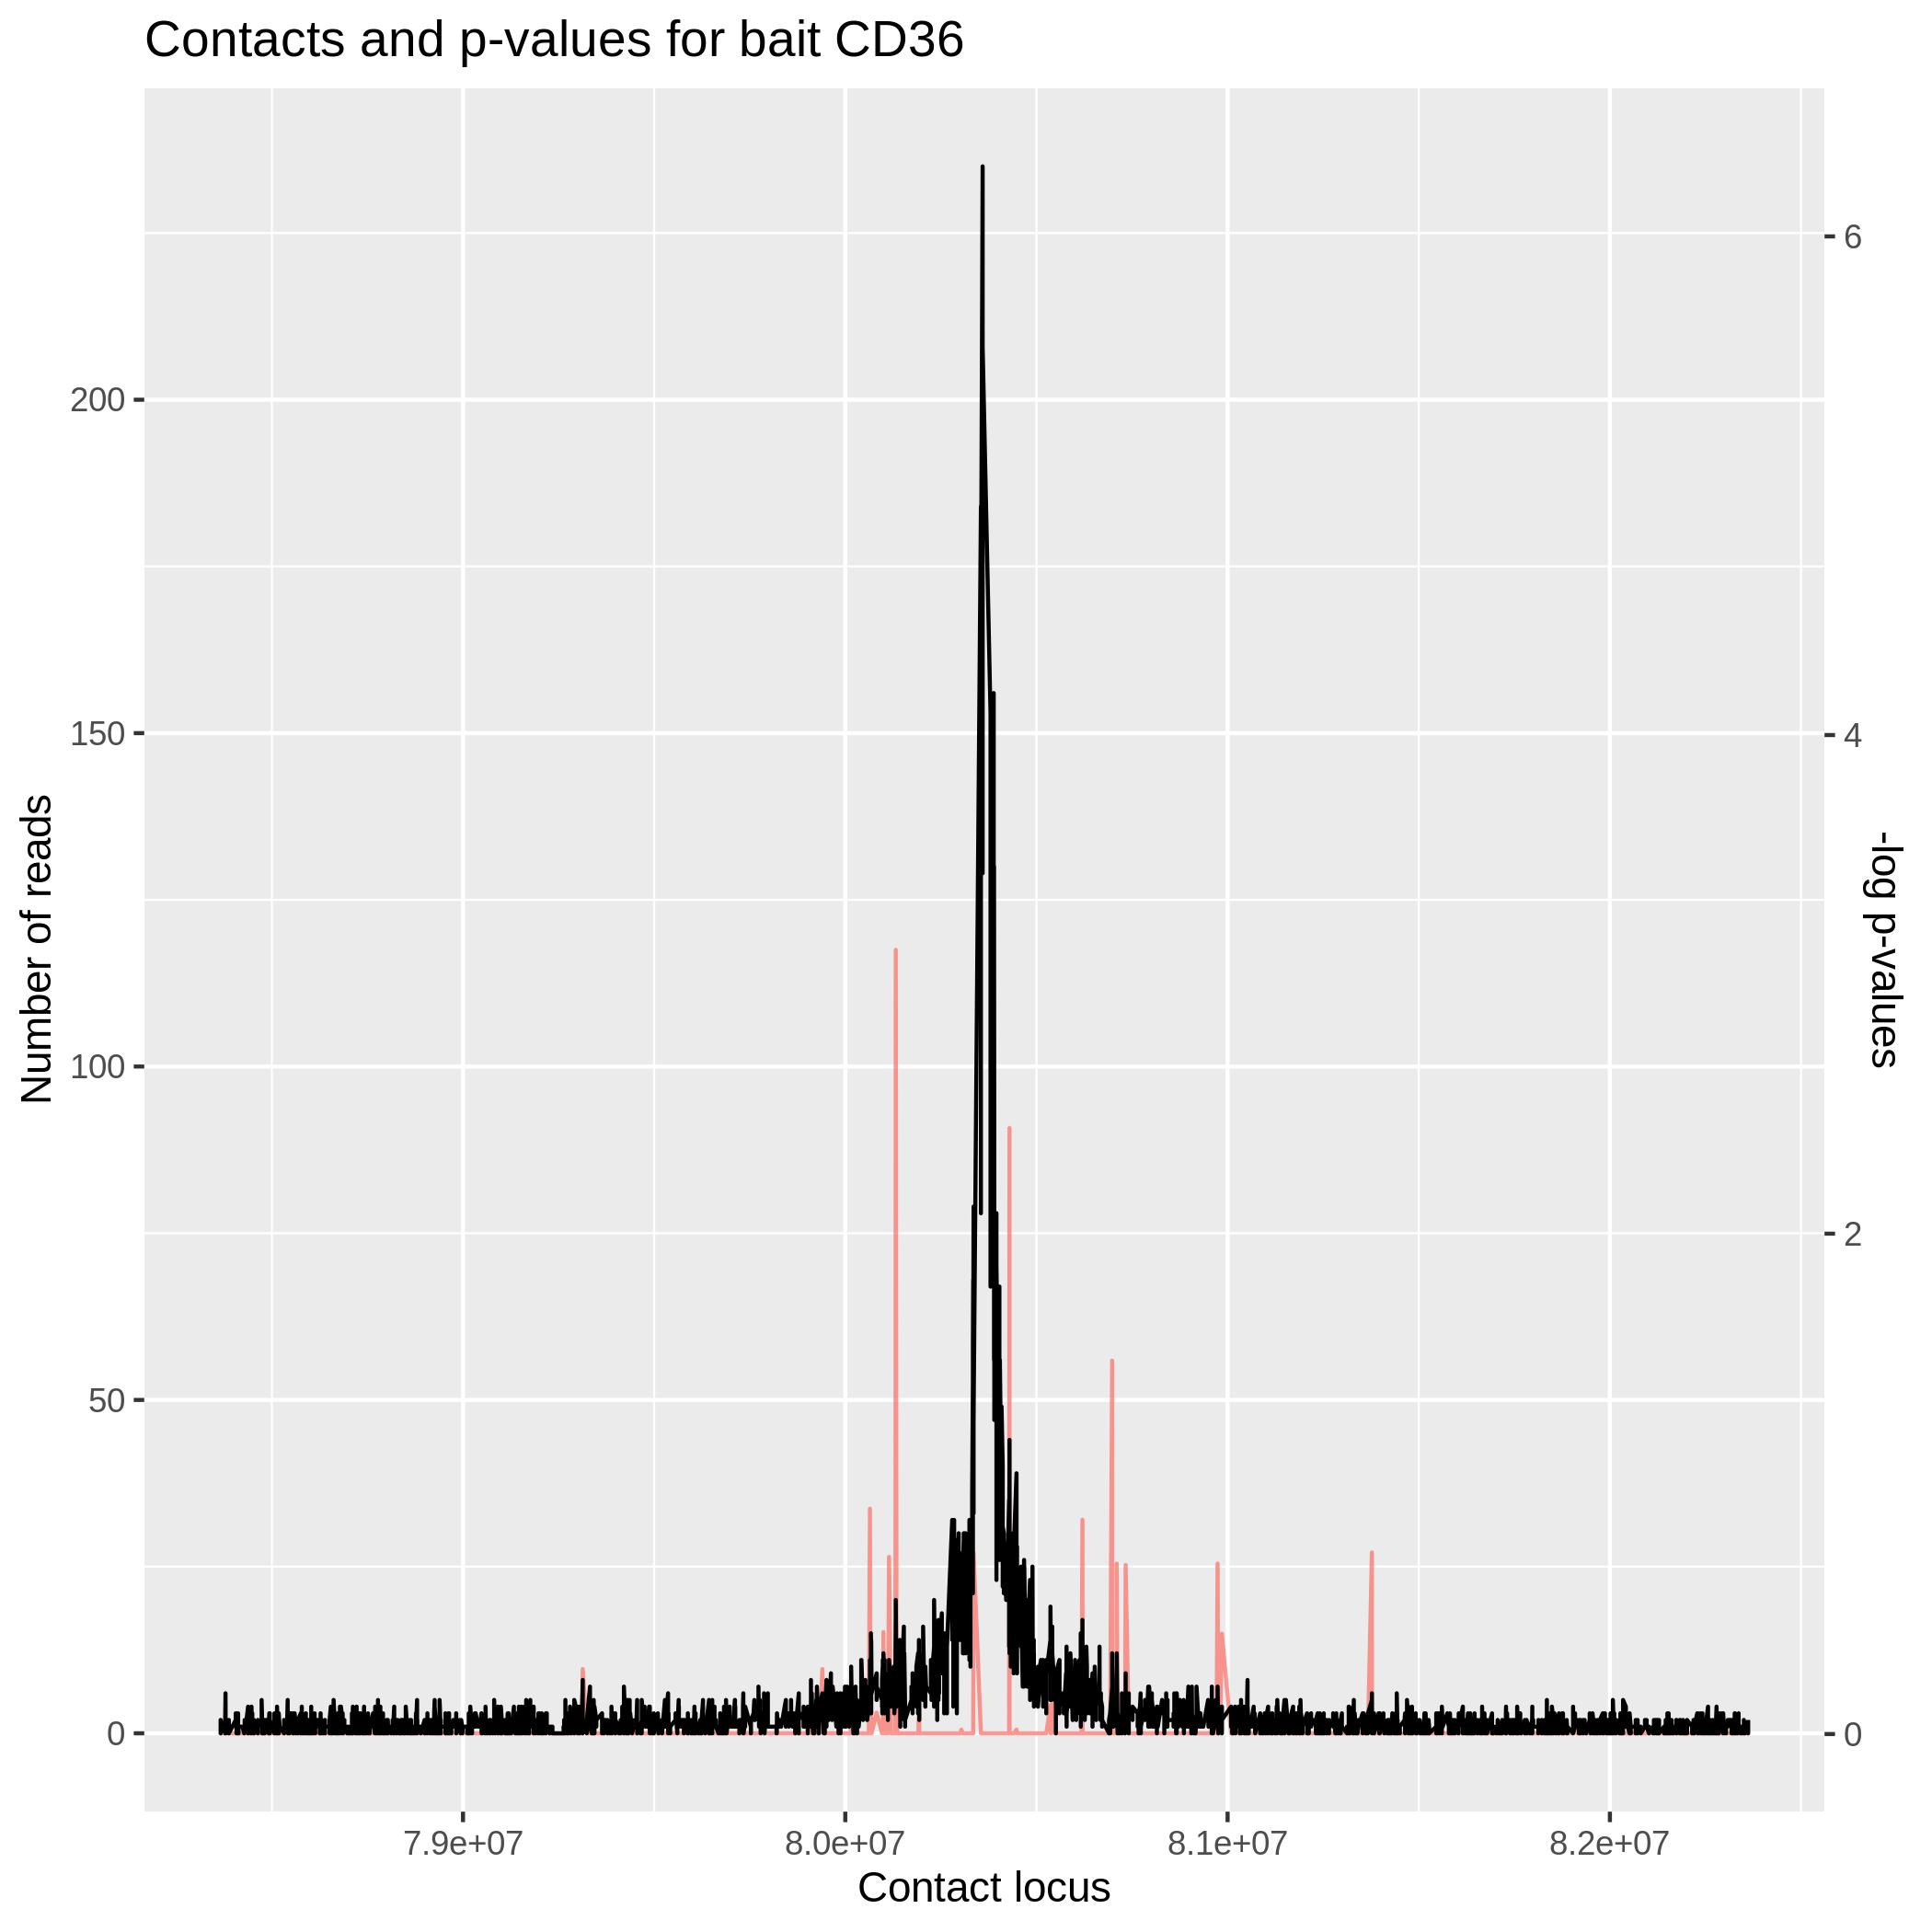 Contacts and p-values for bait CD36
Number of reads
200
150
100
50
0
6
4
2
0
-log p-values
7.9e+07
8.0e+07
8.1e+07
8.2e+07
Contact locus